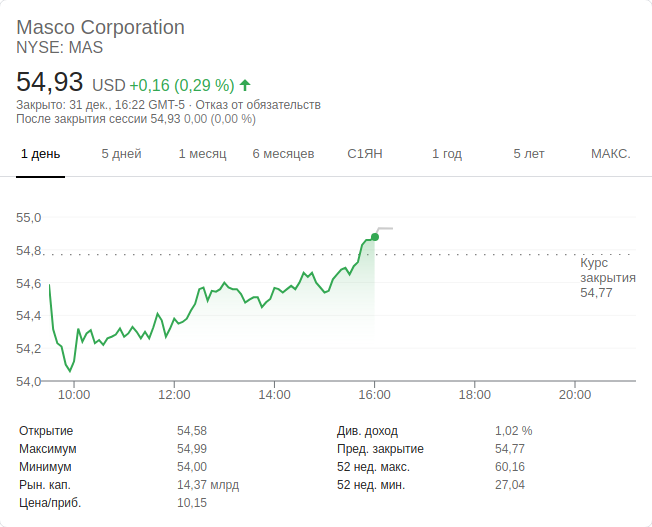 Masco Corporation
NYSE: MAS
54,93 USD +0,16 (0,29 %)
Закрыто: 31 дек., 16:22 GMT-5 · Отказ от обязательств
После закрытия сессии 54,93 0,00 (0,00 %)
1 день 5 дней 1 месяц 6 месяцев С1ЯН 1 год 5 лет МАКС.
55,0
54,8
Курс
закрытия
54,77
54,6
54,4
54,2
54,0
10:00 12:00 14:00 16:00 18:00 20:00
Открытие 54,58 Див. доход 1,02 %
Максимум 54,99 Пред. закрытие 54,77
Минимум 54,00 52 нед. макс. 60,16
Рын. кап. 14,37 млрд 52 нед. мин. 27,04
Цена/приб. 10,15